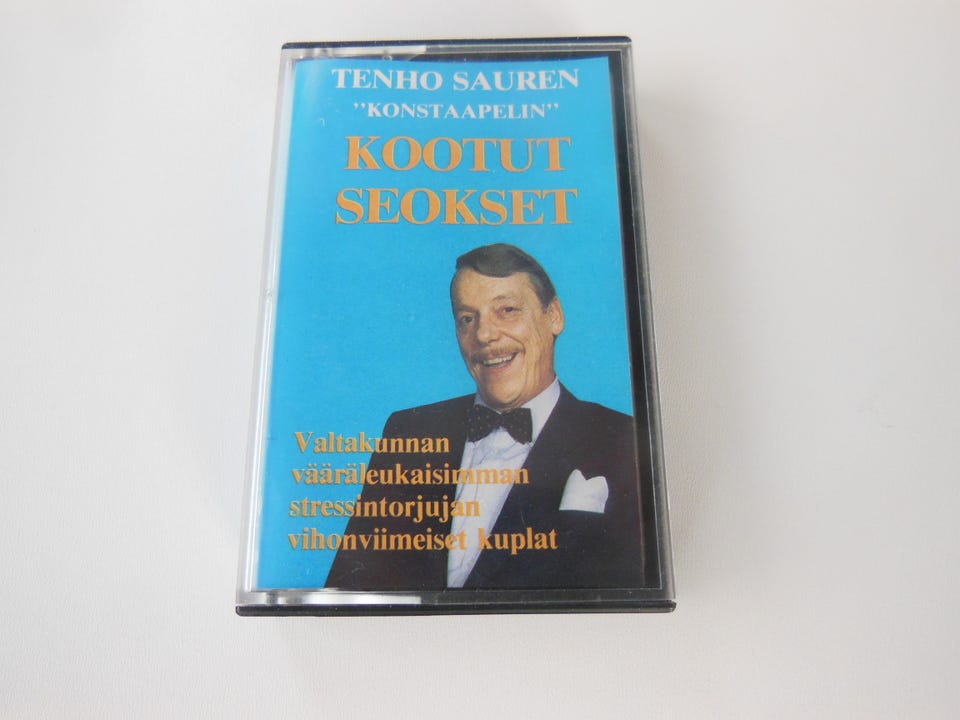 TENHO SAUREN
"KONSTAAPELIN"
KOOTUT
SEOKSET
Valtakunnan
vääräleukaisimman
stressintorjujan
vihonviimeiset kuplat